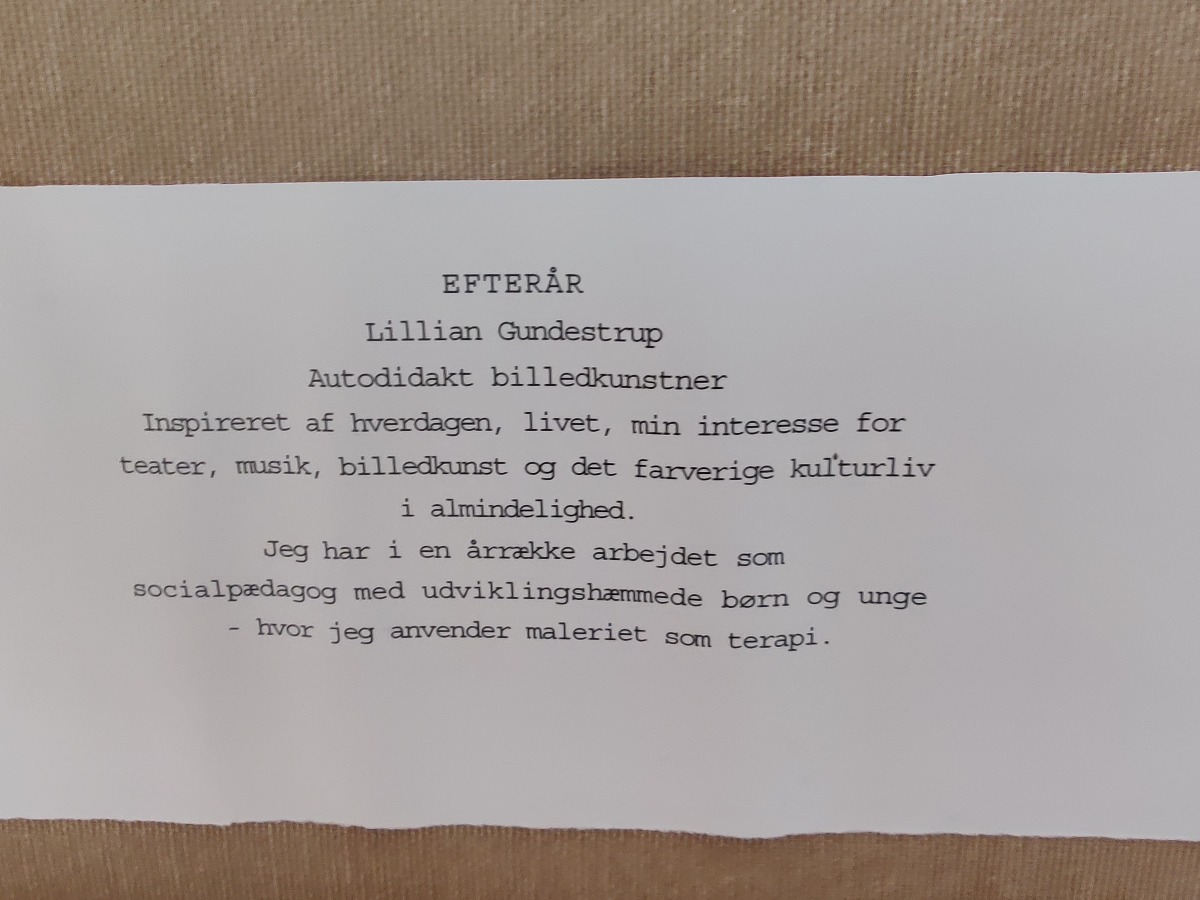 EFTERÅR
Lillian Gundestrup
Autodidakt billedkunstner
Inspireret af hverdagen, livet, min interesse for
teater, musik, billedkunst og det farverige kulturliv
i almindelighed.
Jeg har i en årrække arbejdet som
socialpædagog med udviklingshæmmede børn og unge
- hvor jeg anvender maleriet som terapi.